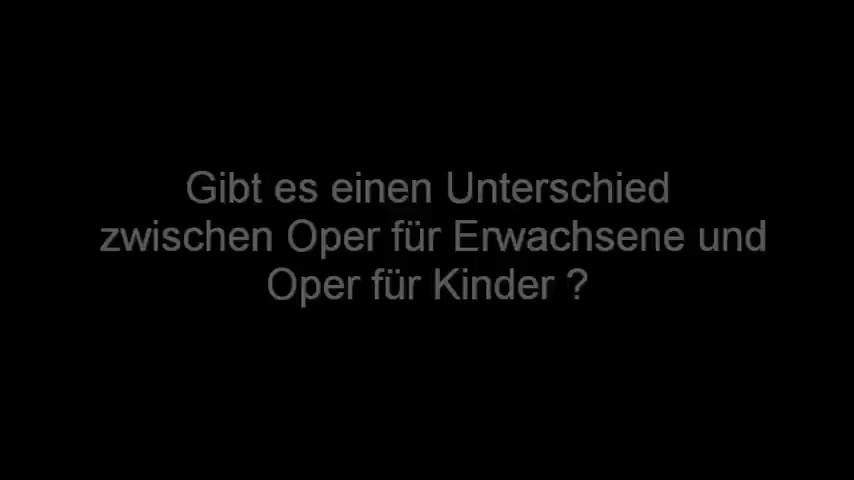 Gibt es einen Unterschied
zwischen Oper für Erwachsene und
Oper für Kinder ?